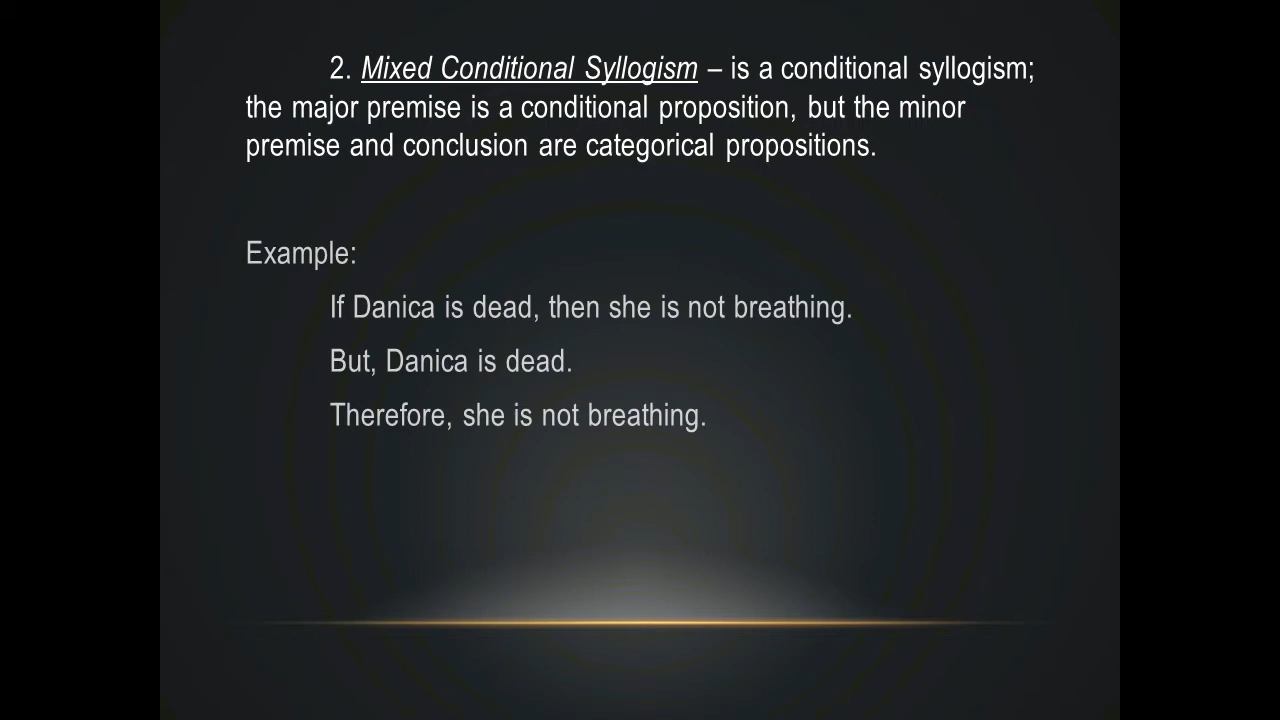 2. Mixed Conditional Syllogism – is a conditional syllogism;
the major premise is a conditional proposition, but the minor
premise and conclusion are categorical propositions.
Example:
If Danica is dead, then she is not breathing.
But, Danica is dead.
Therefore, she is not breathing.